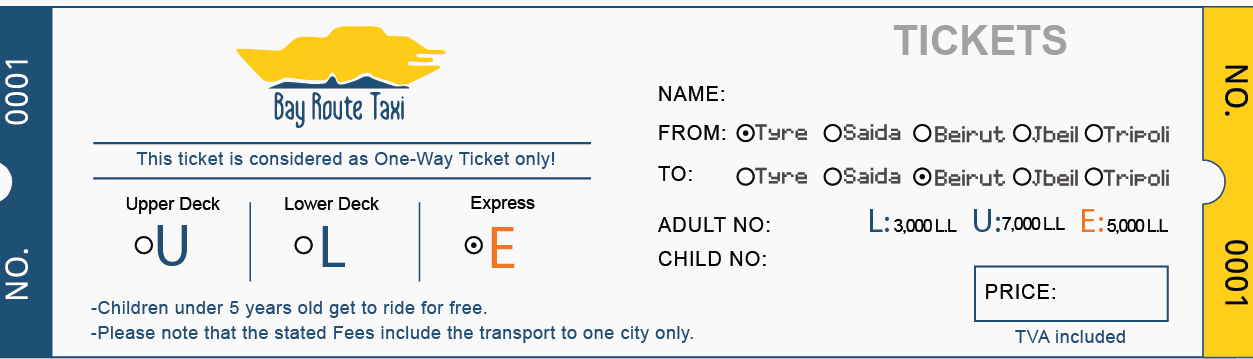 NO. 0001
Bay Route Taxi
This ticket is considered as One-Way Ticket only!
Upper Deck Lower Deck Express
U L E
-Children under 5 years old get to ride for free.
-Please note that the stated Fees include the transport to one city only.
TICKETS
NAME:
FROM: Tyre Saida Beirut Jbeil Tripoli
TO: Tyre Saida Beirut Jbeil Tripoli
ADULT NO: L: 3,000 L.L U: 7,000 L.L E: 5,000 L.L
CHILD NO:
PRICE:
TVA included
NO. 0001